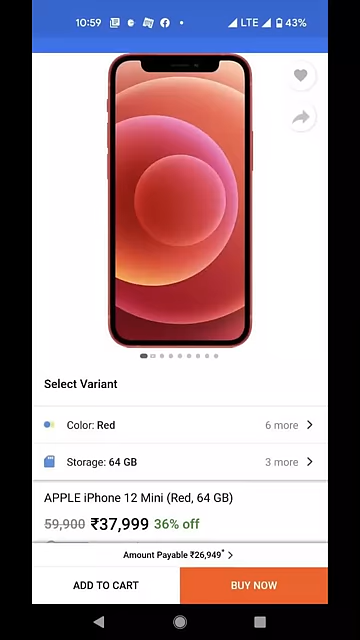 10:59
LTE 43%
Select Variant
Color: Red 6 more
Storage: 64 GB 3 more
APPLE iPhone 12 Mini (Red, 64 GB)
59,900 ₹37,999 36% off
Amount Payable ₹26,949*
ADD TO CART BUY NOW